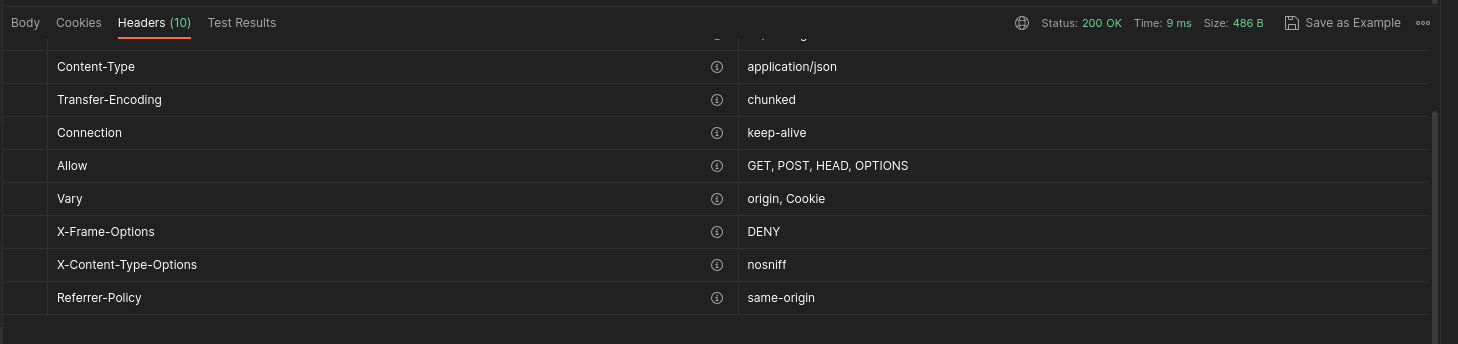 Body Cookies Headers (10) Test Results Status: 200 OK Time: 9 ms Size: 486 B Save as Example
Content-Type application/json
Transfer-Encoding chunked
Connection keep-alive
Allow GET, POST, HEAD, OPTIONS
Vary origin, Cookie
X-Frame-Options DENY
X-Content-Type-Options nosniff
Referrer-Policy same-origin